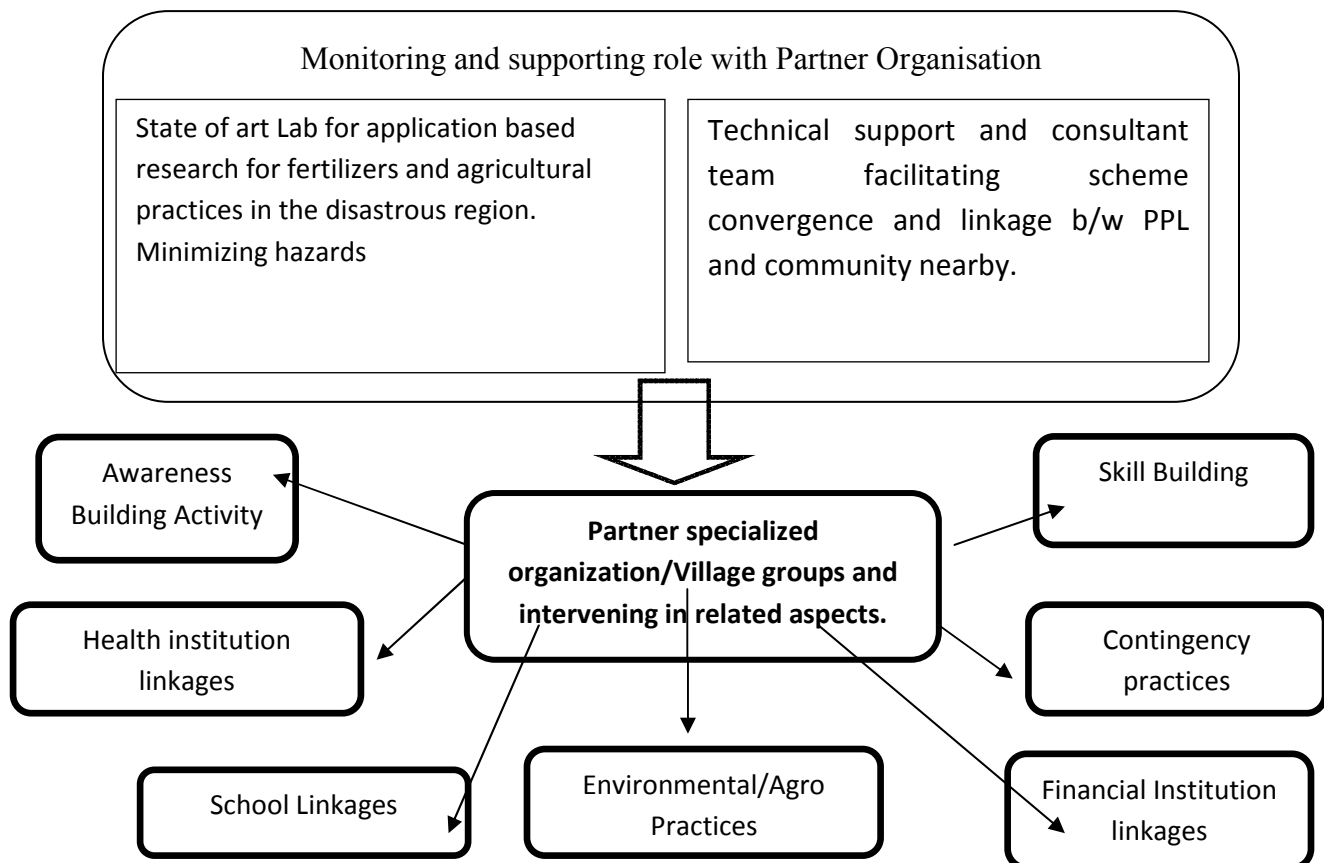 Monitoring and supporting role with Partner Organisation
State of art Lab for application based
research for fertilizers and agricultural
practices in the disastrous region.
Minimizing hazards
Technical support and consultant
team facilitating scheme
convergence and linkage b/w PPL
and community nearby.
Awareness
Building Activity
Skill Building
Partner specialized
organization/Village groups and
intervening in related aspects.
Health institution
linkages
Contingency
practices
School Linkages
Environmental/Agro
Practices
Financial Institution
linkages